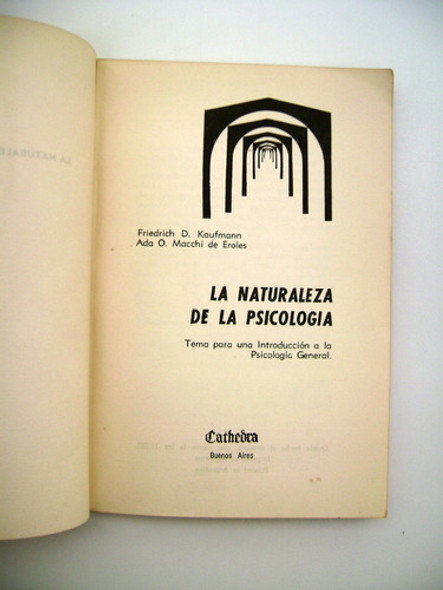 Friedrich D. Kaufmann
Ada O. Macchi de Eroles
LA NATURALEZA
DE LA PSICOLOGIA
Tema para una Introducción a la
Psicología General.
Cathedra
Buenos Aires